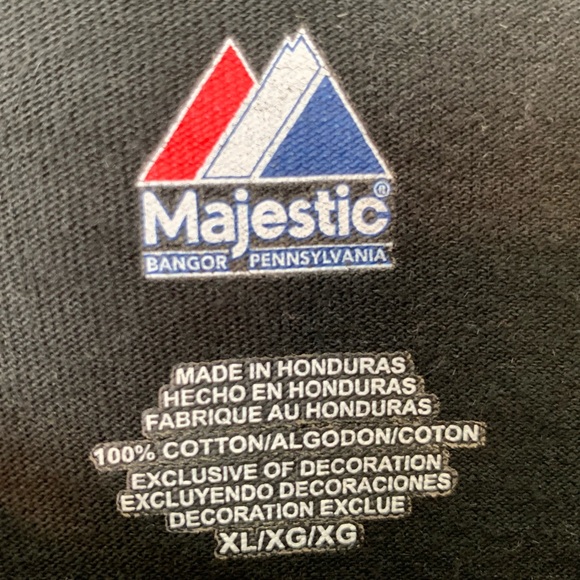 Majestic®
BANGOR PENNSYLVANIA
MADE IN HONDURAS
HECHO EN HONDURAS
FABRIQUE AU HONDURAS
100% COTTON/ALGODON/COTON
EXCLUSIVE OF DECORATION
EXCLUYENDO DECORACIONES
DECORATION EXCLUE
XL/XG/XG